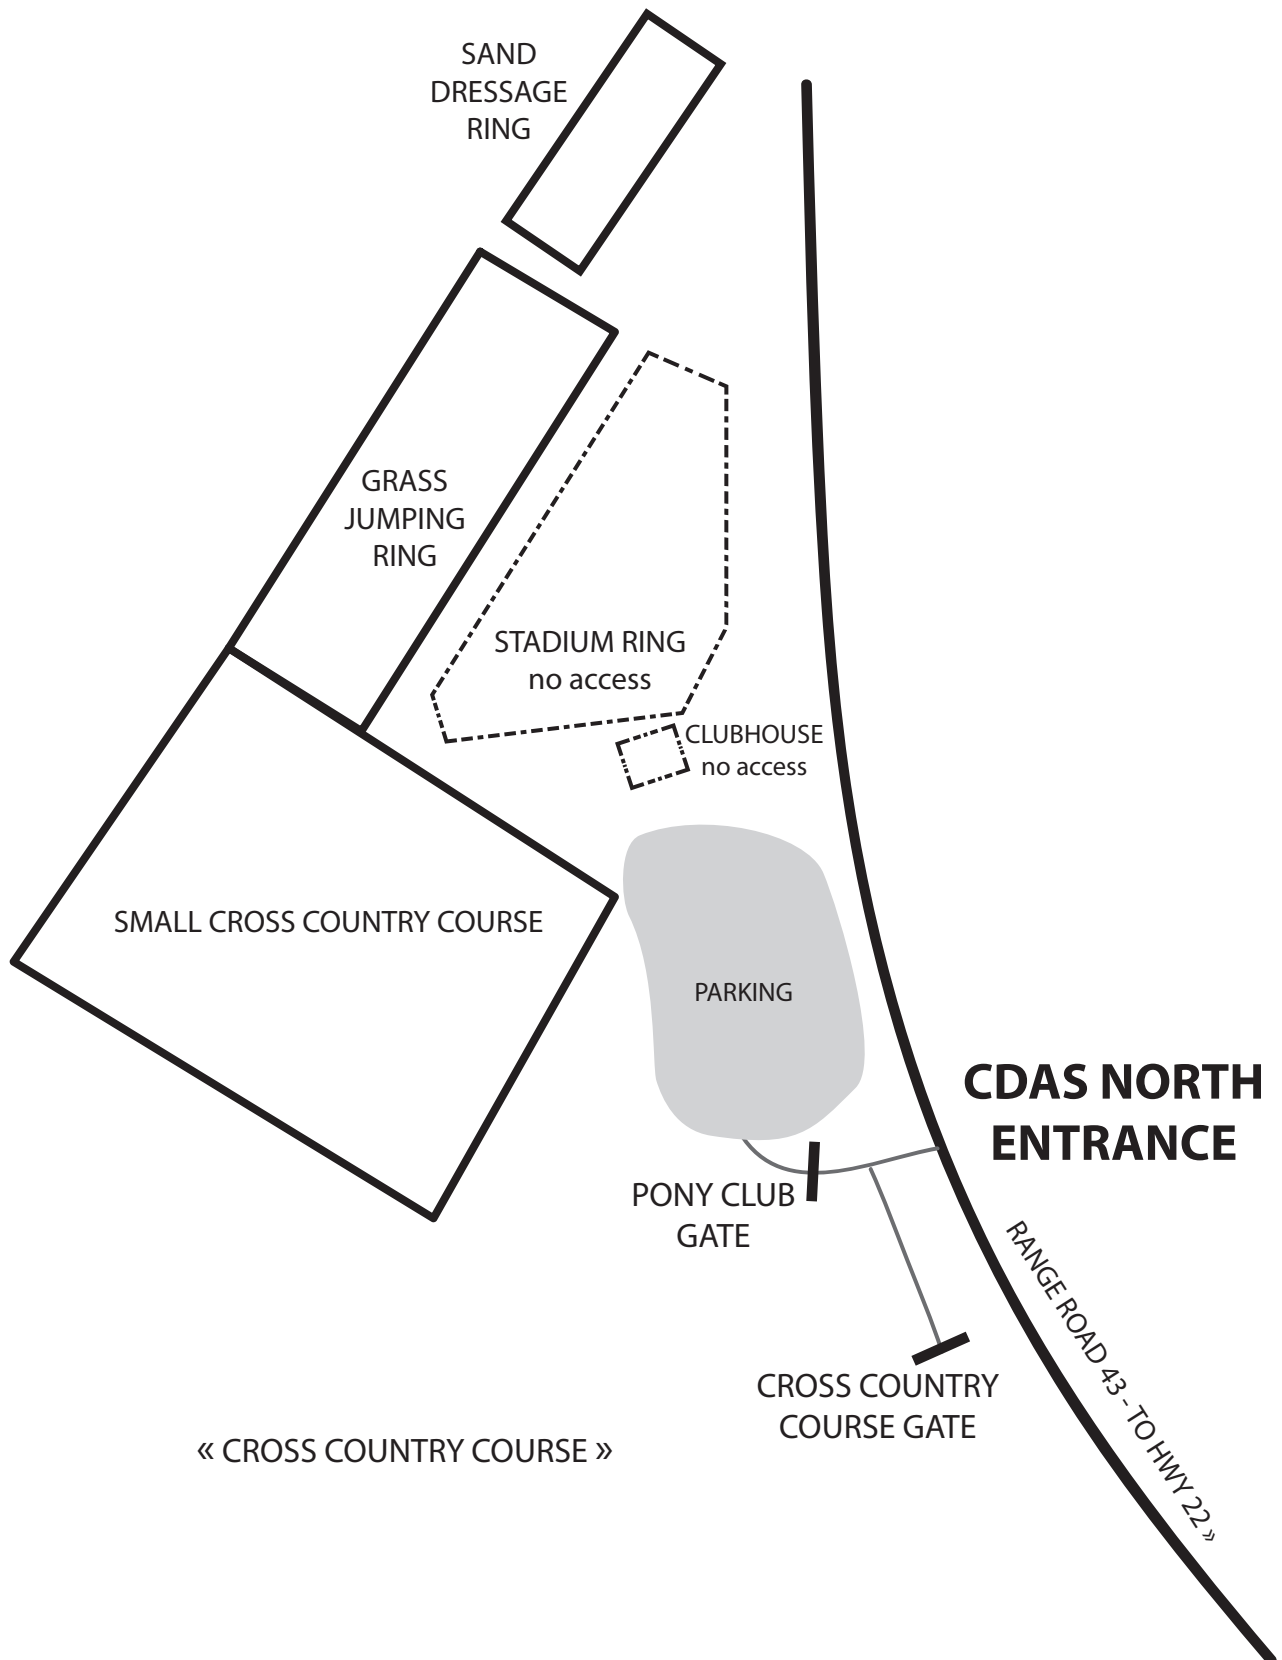 SAND
DRESSAGE
RING
GRASS
JUMPING
RING
STADIUM RING
no access
CLUBHOUSE
no access
SMALL CROSS COUNTRY COURSE
PARKING
CDAS NORTH
ENTRANCE
PONY CLUB
GATE
RANGE ROAD 43 - TO HWY 22 »
CROSS COUNTRY
COURSE GATE
« CROSS COUNTRY COURSE »